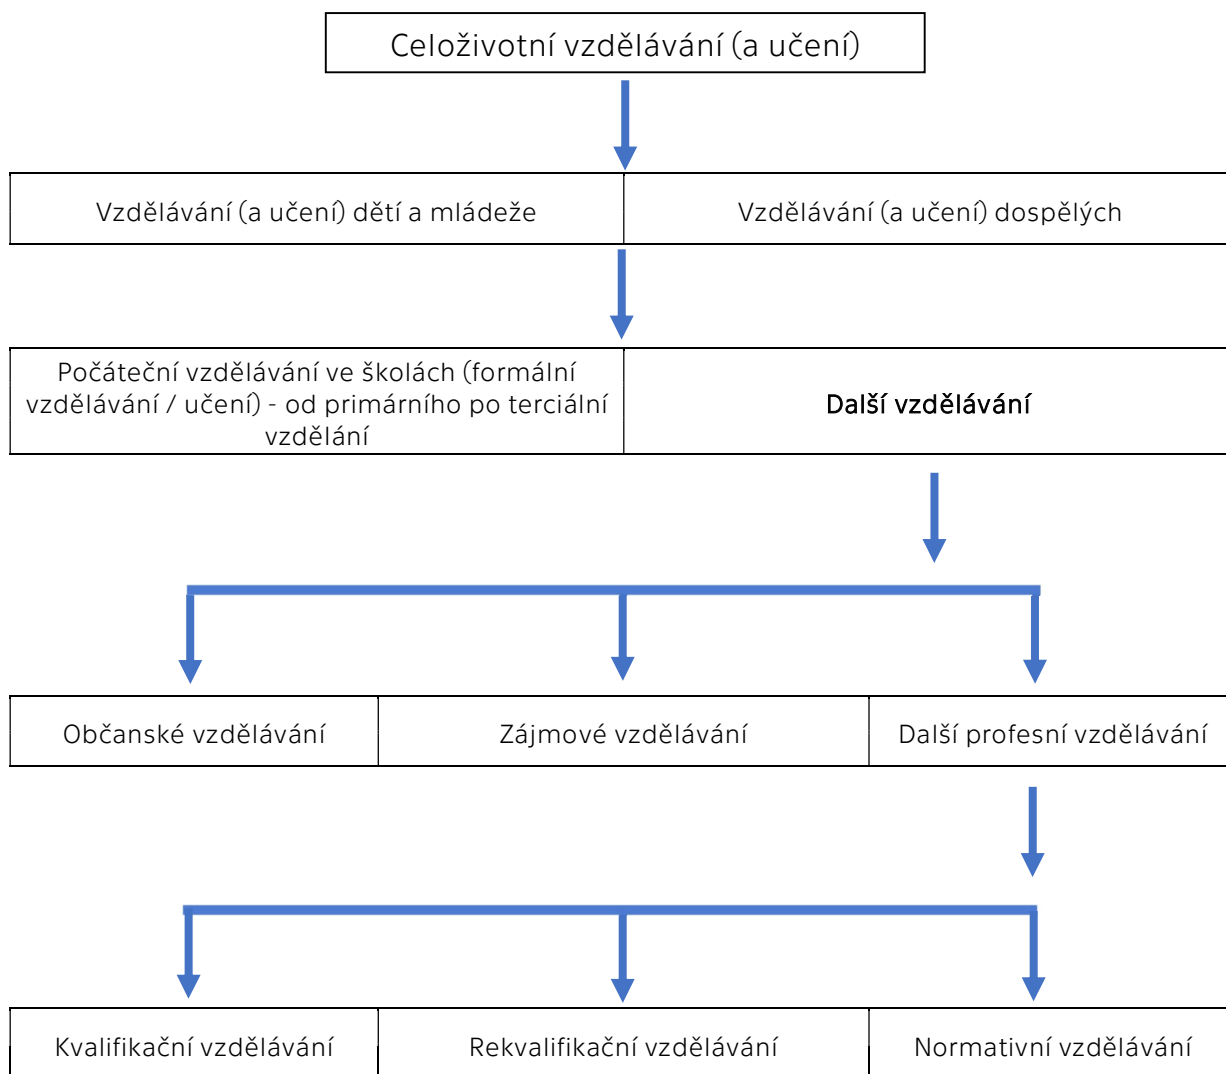 Celoživotní vzdělávání (a učení)
Vzdělávání (a učení) dětí a mládeže
Vzdělávání (a učení) dospělých
Počáteční vzdělávání ve školách (formální
vzdělávání / učení) - od primárního po terciální
vzdělání
Další vzdělávání
Občanské vzdělávání
Zájmové vzdělávání
Další profesní vzdělávání
Kvalifikační vzdělávání
Rekvalifikační vzdělávání
Normativní vzdělávání